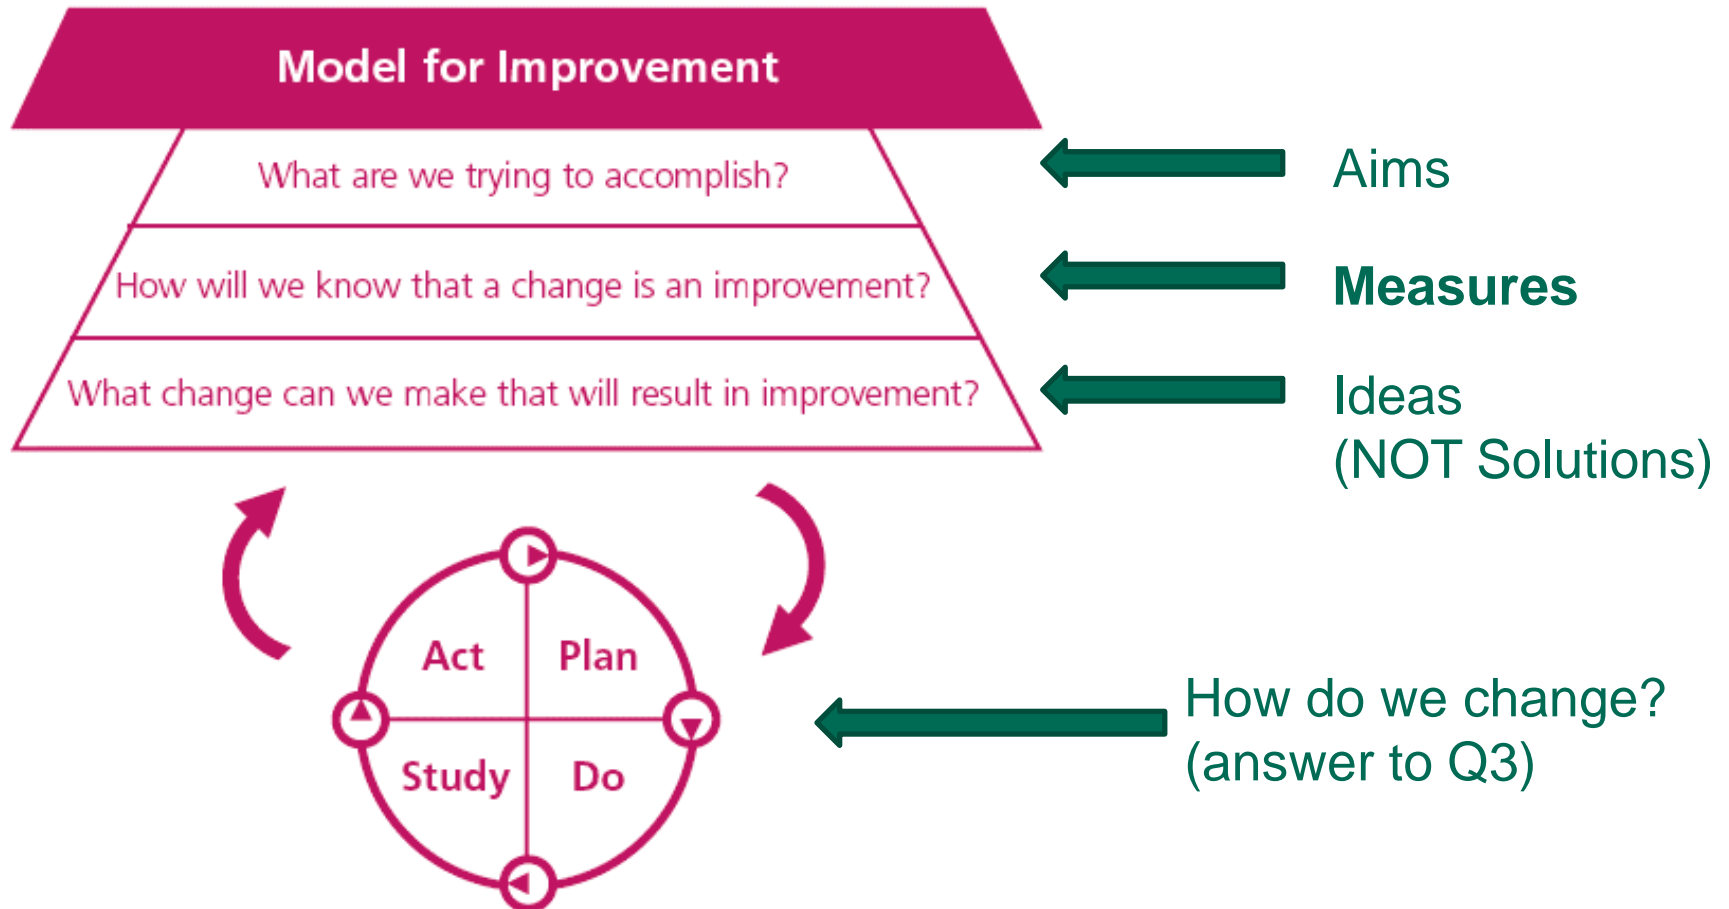 Model for Improvement
What are we trying to accomplish?
Aims
How will we know that a change is an improvement?
Measures
What change can we make that will result in improvement?
Ideas
(NOT Solutions)
Act
Plan
Study
Do
How do we change?
(answer to Q3)